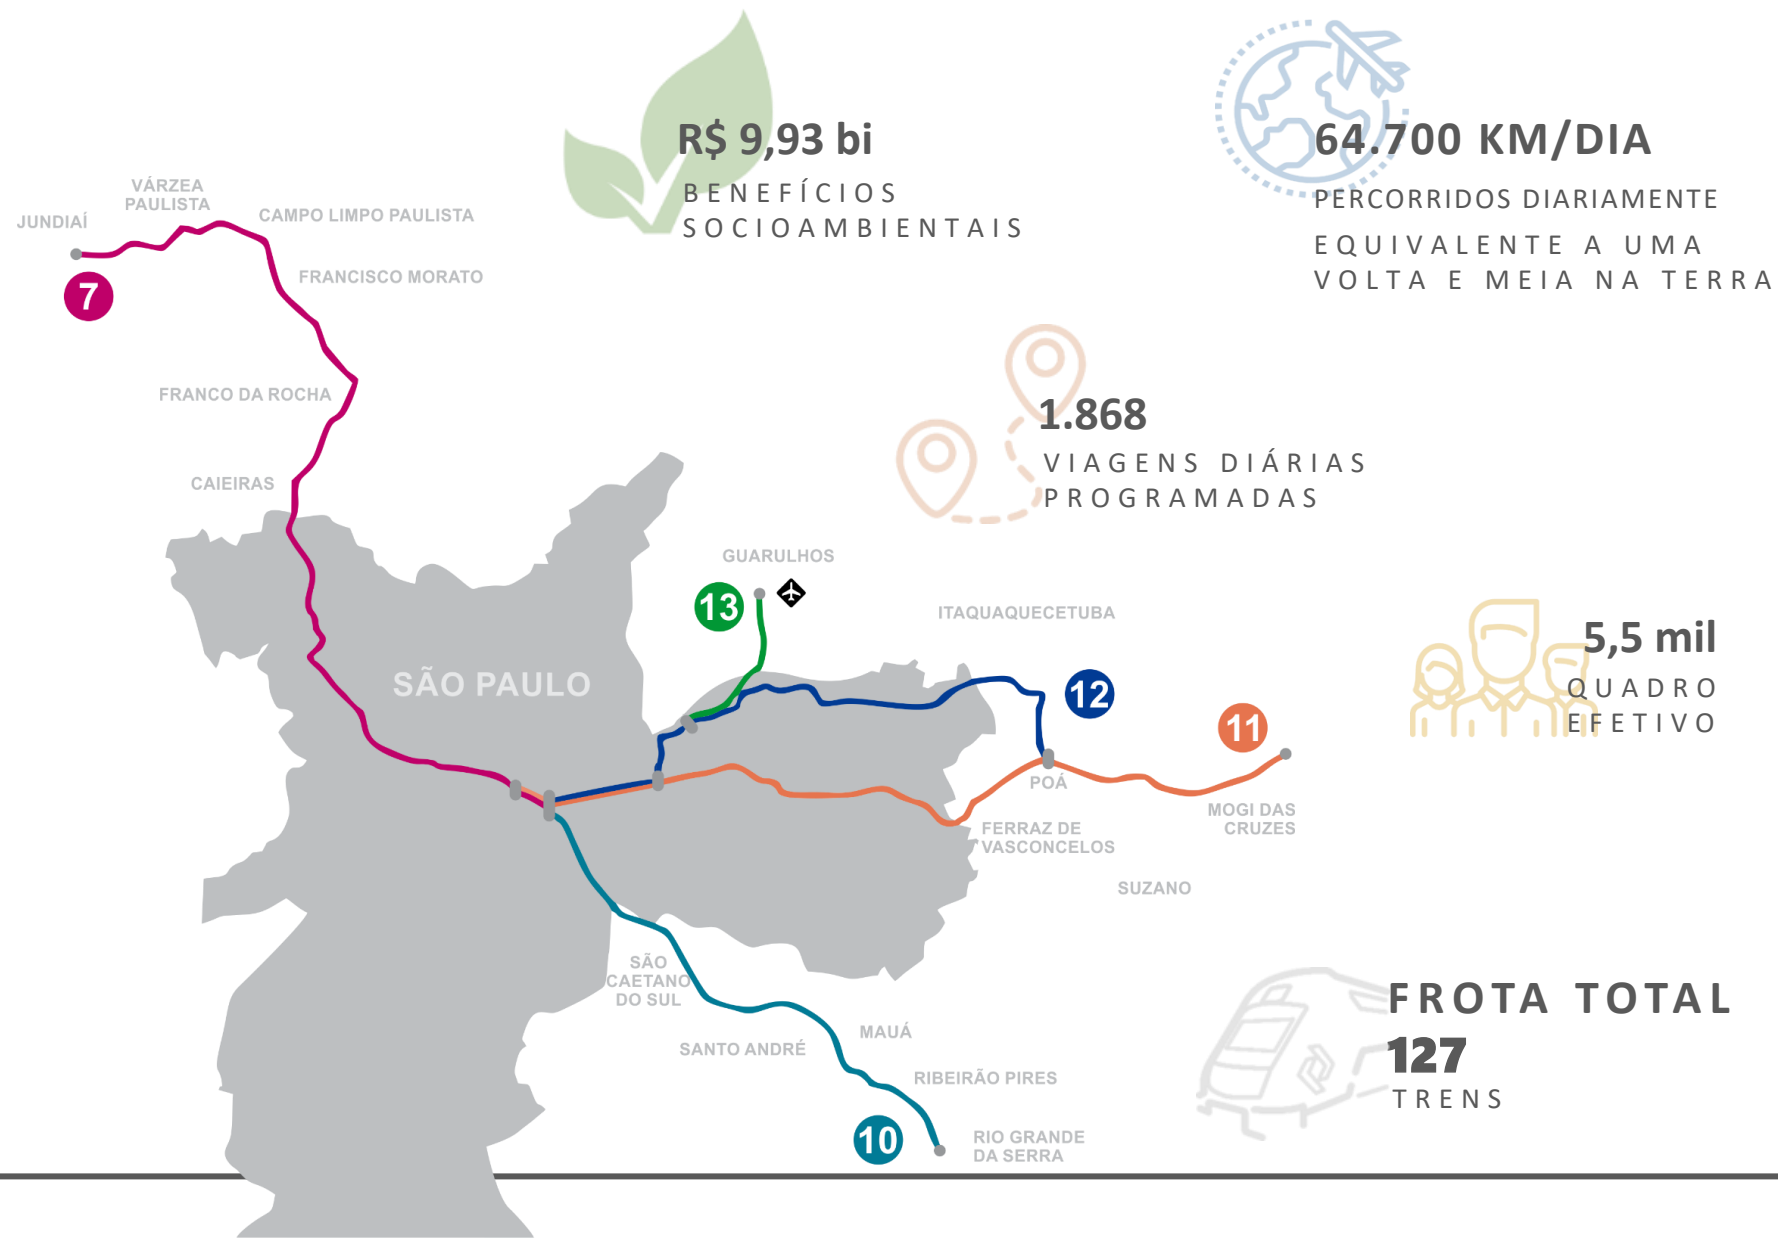 R$ 9,93 bi
BENEFÍCIOS
SOCIOAMBIENTAIS
64.700 KM/DIA
PERCORRIDOS DIARIAMENTE
EQUIVALENTE A UMA
VOLTA E MEIA NA TERRA
VÁRZEA
PAULISTA
JUNDIAÍ
CAMPO LIMPO PAULISTA
7
FRANCISCO MORATO
FRANCO DA ROCHA
CAIEIRAS
1.868
VIAGENS DIÁRIAS
PROGRAMADAS
GUARULHOS
13
ITAQUAQUECETUBA
SÃO PAULO
12
11
5,5 mil
QUADRO
EFETIVO
POÁ
MOGI DAS
CRUZES
FERRAZ DE
VASCONCELOS
SUZANO
SÃO
CAETANO
DO SUL
SANTO ANDRÉ
MAUÁ
RIBEIRÃO PIRES
10
RIO GRANDE
DA SERRA
FROTA TOTAL
127
TRENS